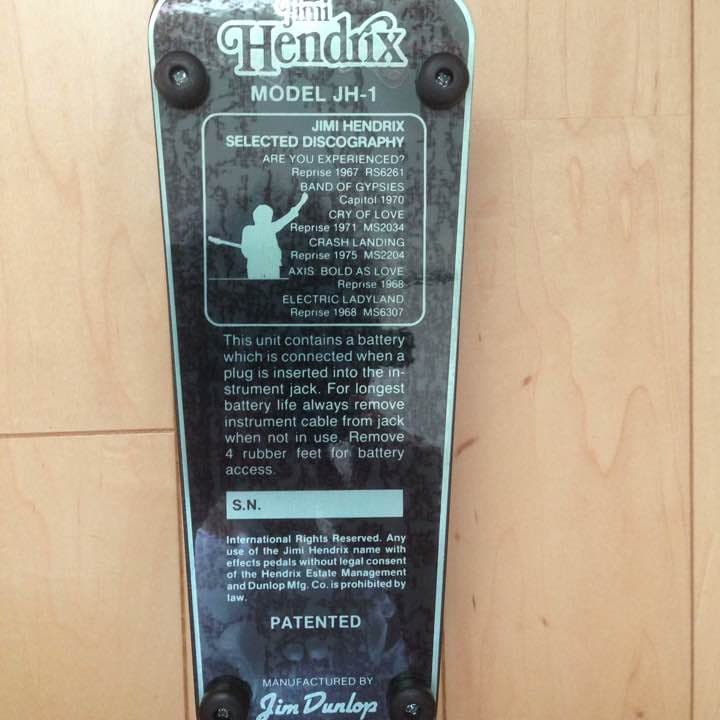 Jimi
Hendrix
MODEL JH-1
JIMI HENDRIX
SELECTED DISCOGRAPHY
ARE YOU EXPERIENCED?
Reprise 1967 RS6261
BAND OF GYPSIES
Capitol 1970
CRY OF LOVE
Reprise 1971 MS2034
CRASH LANDING
Reprise 1975 MS2204
AXIS BOLD AS LOVE
Reprise 1968
ELECTRIC LADYLAND
Reprise 1968 MS6307
This unit contains a battery
which is connected when a
plug is inserted into the in-
strument jack. For longest
battery life always remove
instrument cable from jack
when not in use. Remove
4 rubber feet for battery
access.
S.N.
International Rights Reserved. Any
use of the Jimi Hendrix name with
effects pedals without legal consent
of the Hendrix Estate Management
and Dunlop Mfg. Co. is prohibited by
law.
PATENTED
MANUFACTURED BY
Jim Dunlop